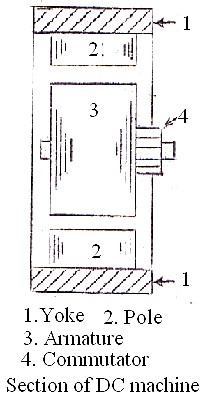 1
2
3
4
2
1
1.Yoke 2. Pole
3. Armature
4. Commutator
Section of DC machine